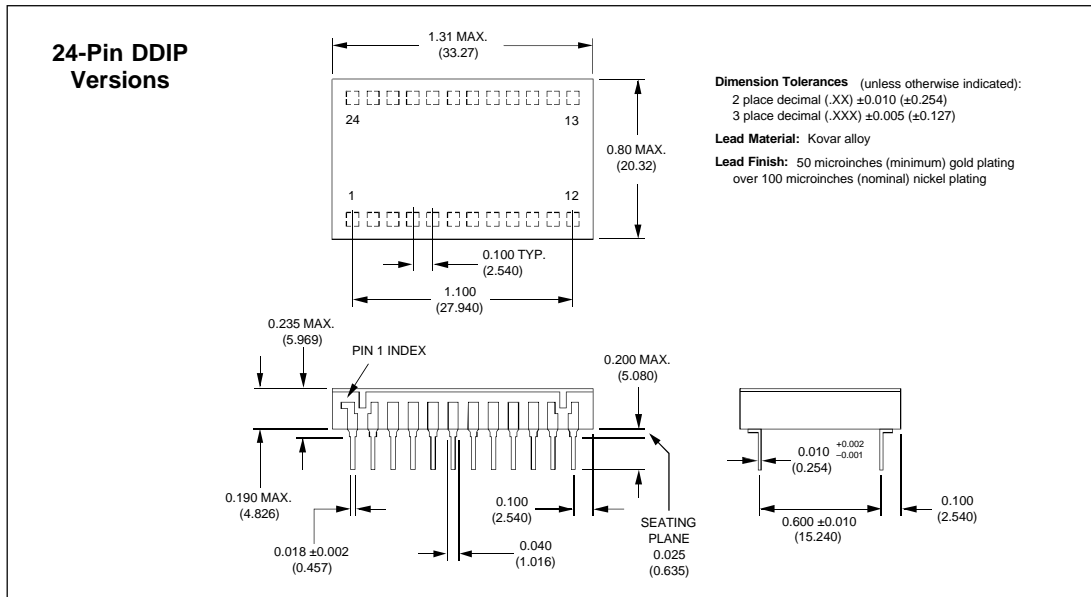 24-Pin DDIP
Versions
1.31 MAX.
(33.27)
Dimension Tolerances (unless otherwise indicated):
2 place decimal (.XX) ±0.010 (±0.254)
3 place decimal (.XXX) ±0.005 (±0.127)
Lead Material: Kovar alloy
Lead Finish: 50 microinches (minimum) gold plating
over 100 microinches (nominal) nickel plating
24
13
0.80 MAX.
(20.32)
1
12
0.100 TYP.
(2.540)
1.100
(27.940)
0.235 MAX.
(5.969)
PIN 1 INDEX
0.200 MAX.
(5.080)
0.010 +0.002 –0.001
(0.254)
0.190 MAX.
(4.826)
0.100
(2.540)
SEATING
PLANE
0.025
(0.635)
0.600 ±0.010
(15.240)
0.100
(2.540)
0.018 ±0.002
(0.457)
0.040
(1.016)